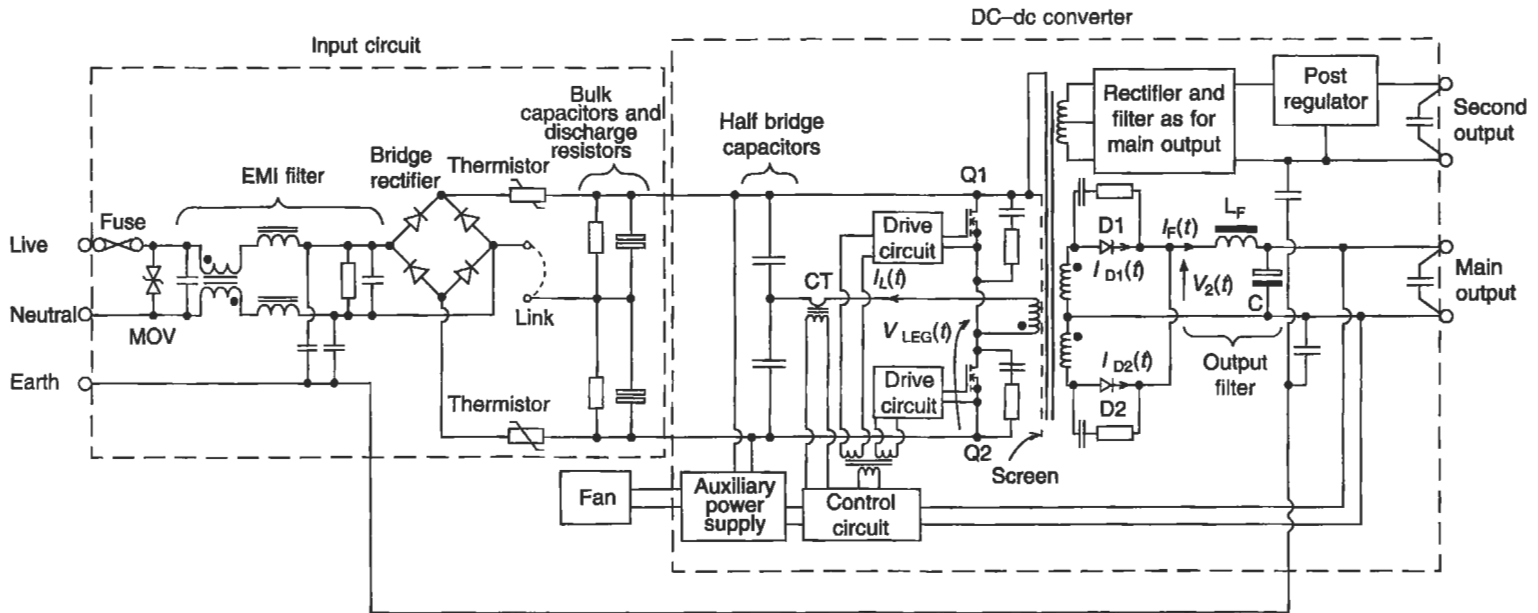 DC–dc converter
Input circuit
Bulk
capacitors and
discharge
resistors
Half bridge
capacitors
Rectifier and
filter as for
main output
Post
regulator
Second
output
Bridge
rectifier
Thermistor
EMI filter
Fuse
Live
Neutral
MOV
Earth
Link
Thermistor
Q1
Drive
circuit
CT
I_L(t)
V_LEG(t)
Drive
circuit
Q2
Screen
D1
I_D1(t)
I_F(t)
L_F
V_2(t)
C
Main
output
I_D2(t)
D2
Output
filter
Fan
Auxiliary
power
supply
Control
circuit